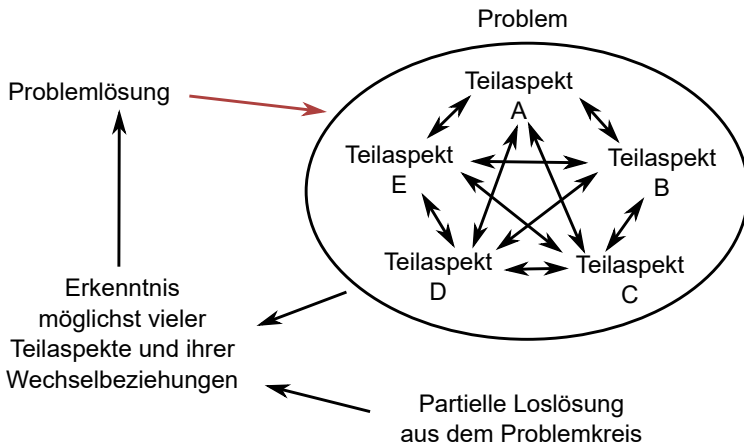 Problem
Problemlösung
Teilaspekt
A
Teilaspekt
E
Teilaspekt
B
Teilaspekt
D
Teilaspekt
C
Erkenntnis
möglichst vieler
Teilaspekte und ihrer
Wechselbeziehungen
Partielle Loslösung
aus dem Problemkreis